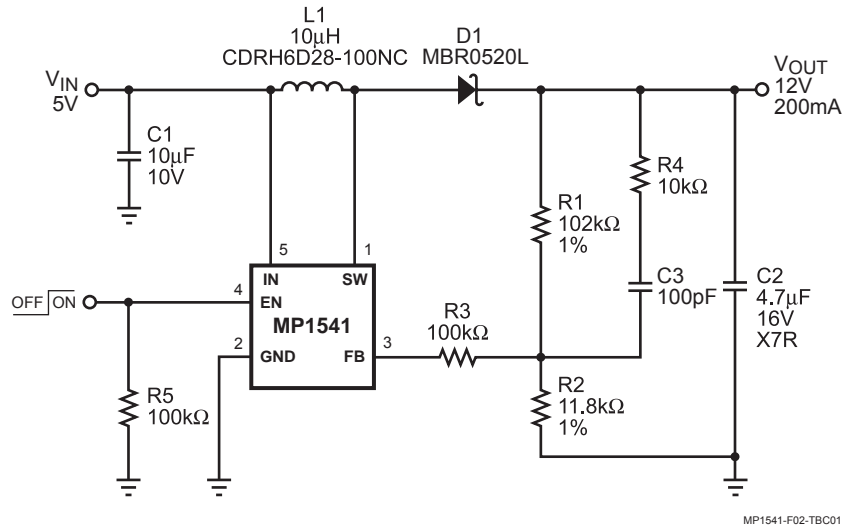 L1
10μH
CDRH6D28-100NC
D1
MBR0520L
VIN
5V
VOUT
12V
200mA
C1
10μF
10V
R4
10kΩ
R1
102kΩ
1%
5
1
IN
SW
C3
100pF
C2
4.7μF
16V
X7R
OFF ON
4
EN
MP1541
R3
100kΩ
2
GND
FB
3
R5
100kΩ
R2
11.8kΩ
1%
MP1541-F02-TBC01